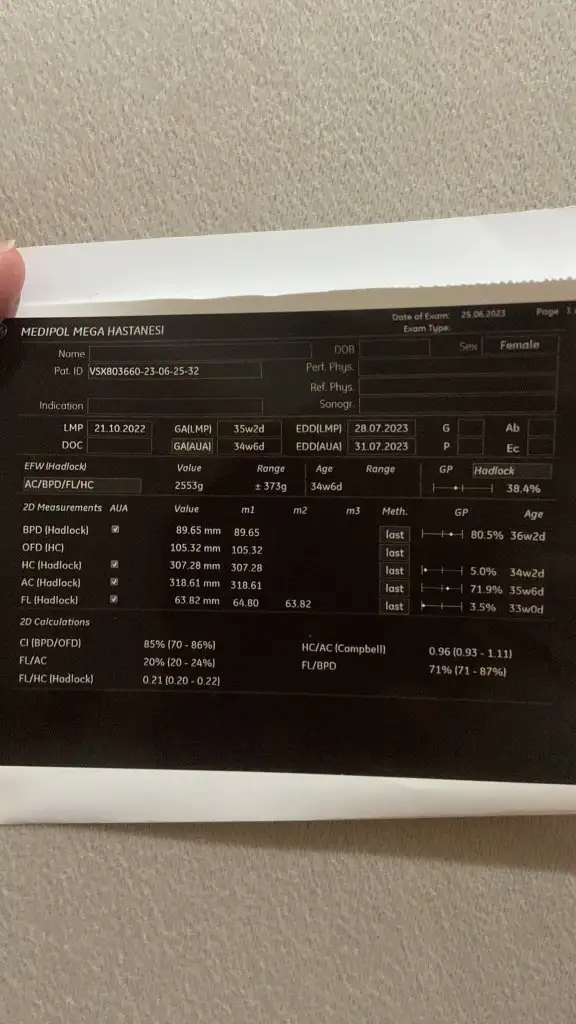 MEDIPOL MEGA HASTANESİ
Date of Exam: 25.06.2023 Page
Exam Type:
Name DOB Sex Female
Pat. ID VSXB03660-23-06-25-32 Perf. Phys.
Ref. Phys.
Indication Sonogr.
LMP 21.10.2022 GA(LMP) 35w2d EDD(LMP) 28.07.2023 G Ab
DOC GA(AUA) 34w6d EDD(AUA) 31.07.2023 P Ec
EFW (Hadlock) Value Range Age Range GP Hadlock
AC/BPD/FL/HC 2553g ± 373g 34w6d 38.4%
2D Measurements AUA Value m1 m2 m3 Meth. GP Age
BPD (Hadlock) 89.65 mm 89.65 last 80.5% 36w2d
OFD (HC) 105.32 mm 105.32 last
HC (Hadlock) 307.28 mm 307.28 last 5.0% 34w2d
AC (Hadlock) 318.61 mm 318.61 last 71.9% 35w6d
FL (Hadlock) 63.82 mm 64.80 63.82 last 3.5% 33w0d
2D Calculations
CI (BPD/OFD) 85% (70 - 86%) HC/AC (Campbell) 0.96 (0.93 - 1.11)
FL/AC 20% (20 - 24%) FL/BPD 71% (71 - 87%)
FL/HC (Hadlock) 0.21 (0.20 - 0.22)